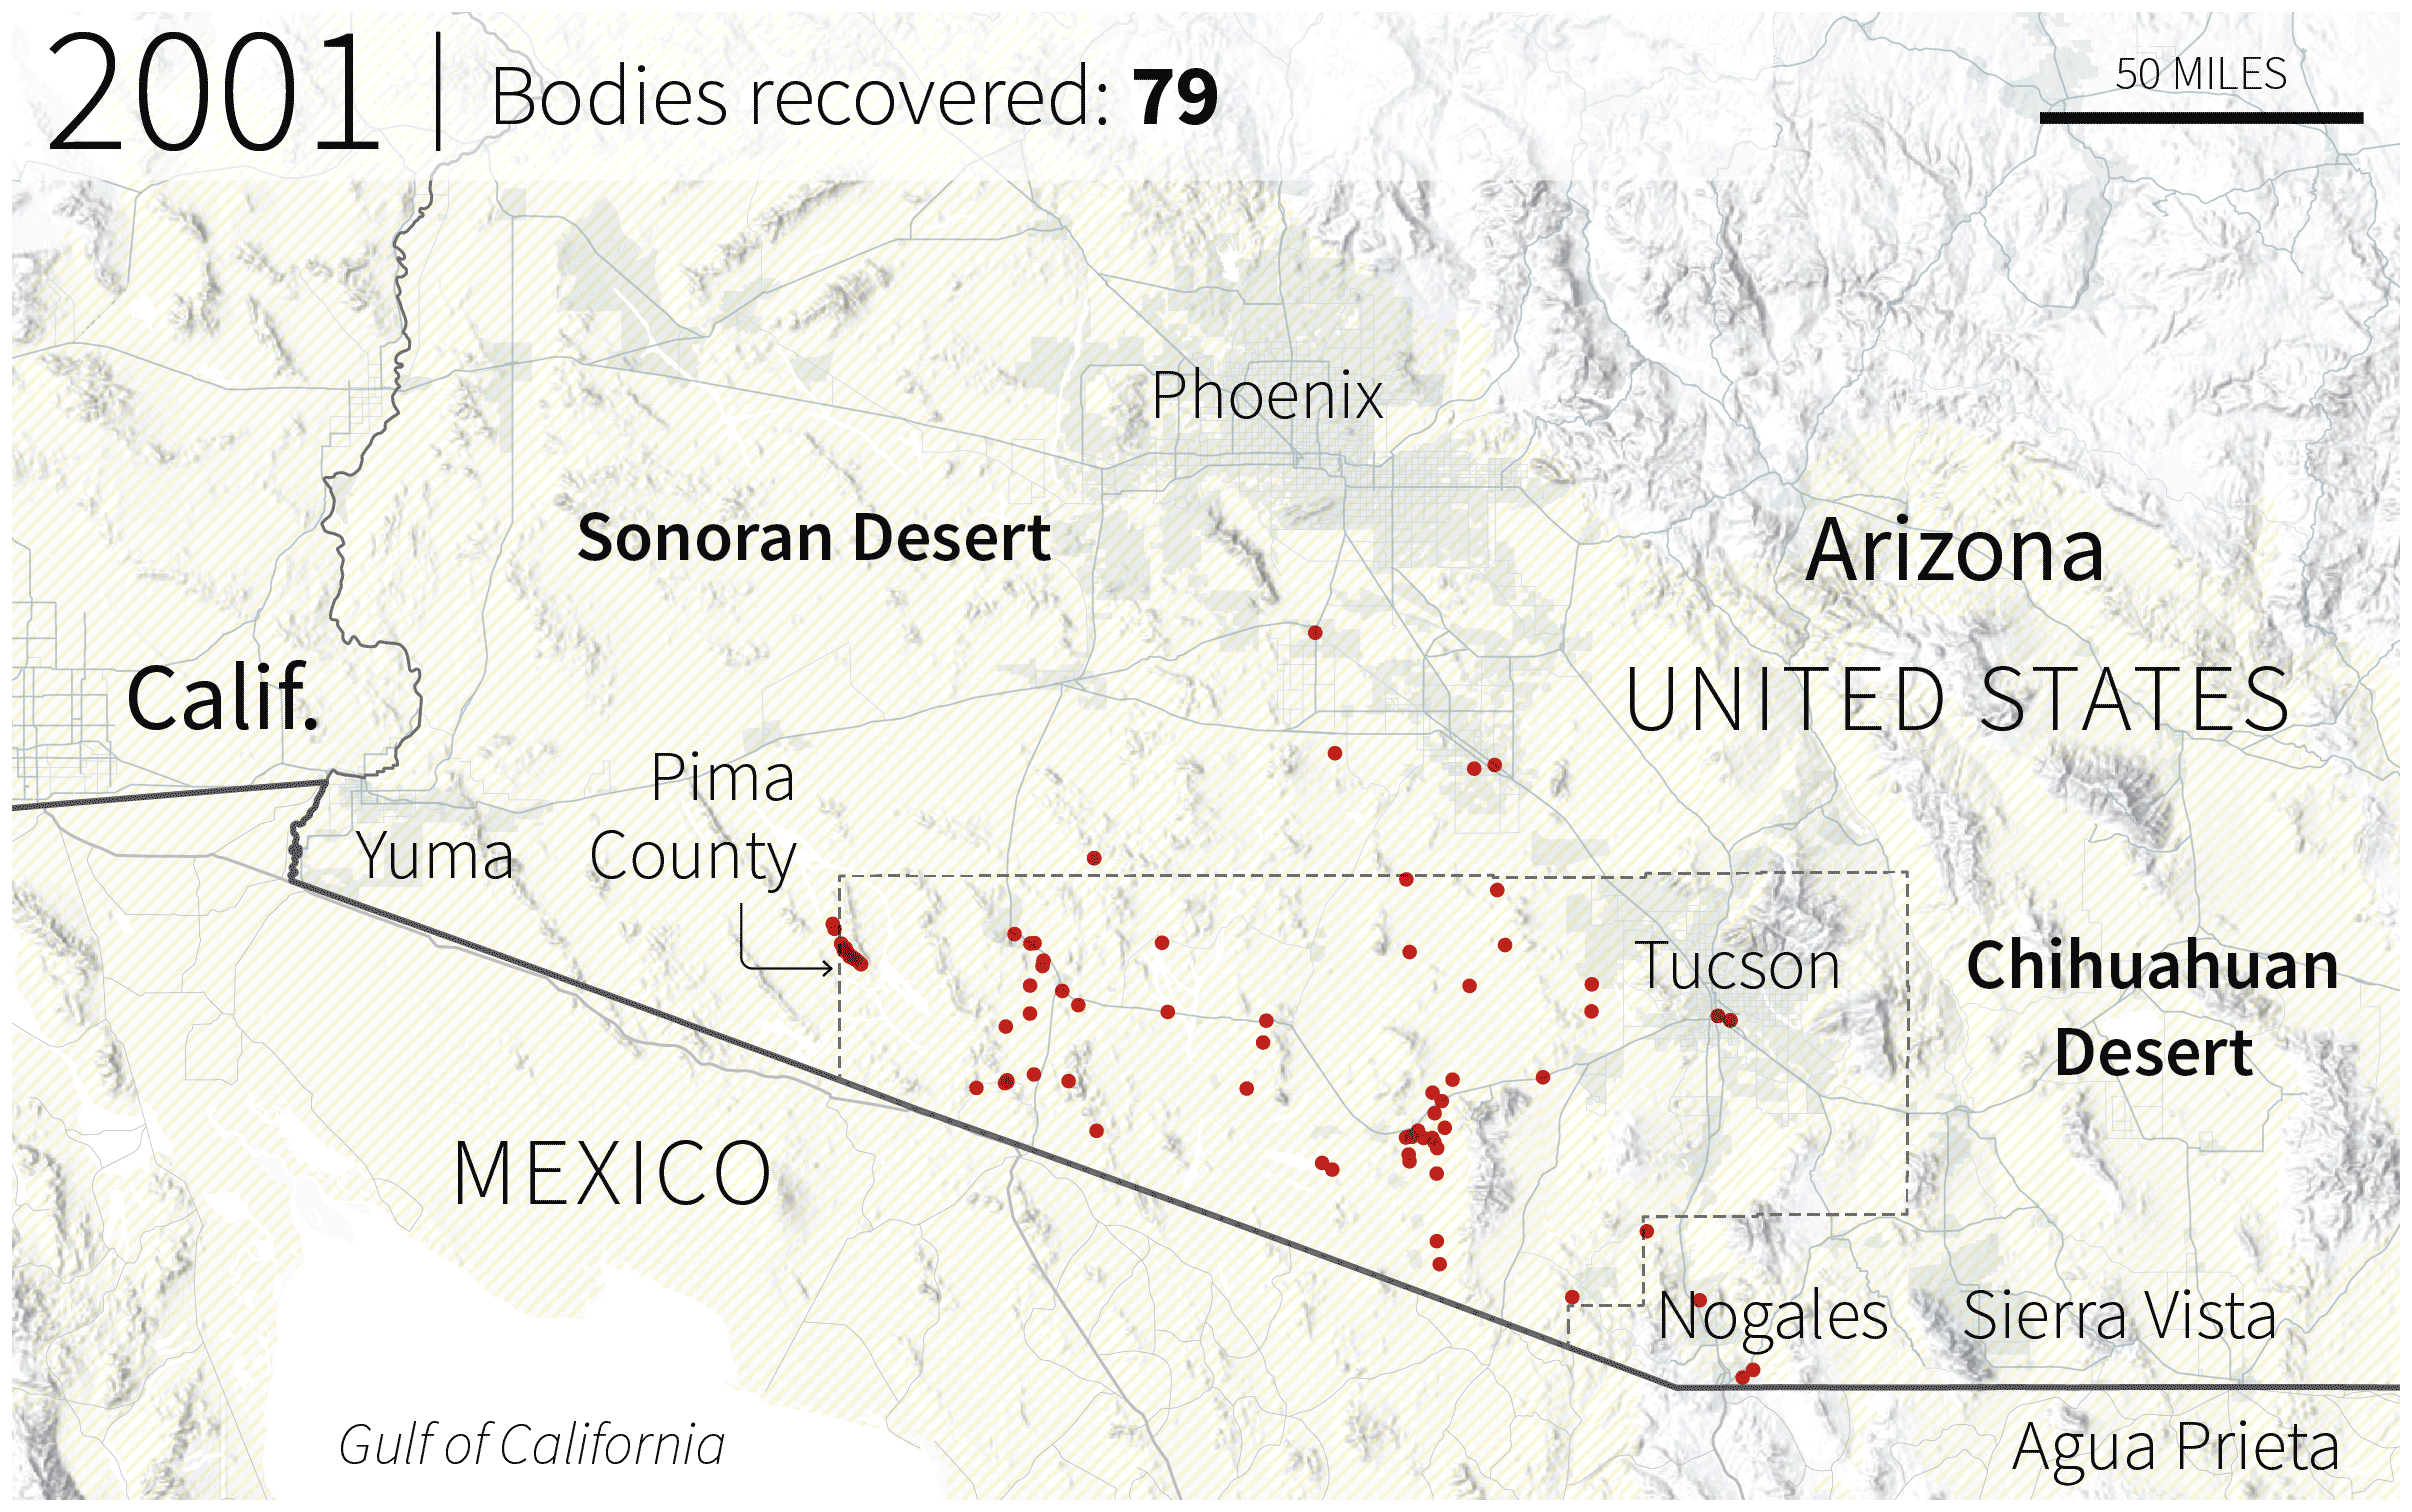 2001 | Bodies recovered: 79
50 MILES
Phoenix
Sonoran Desert
Arizona
Calif.
UNITED STATES
Pima
County
Yuma
Tucson
Chihuahuan
Desert
MEXICO
Nogales
Sierra Vista
Gulf of California
Agua Prieta